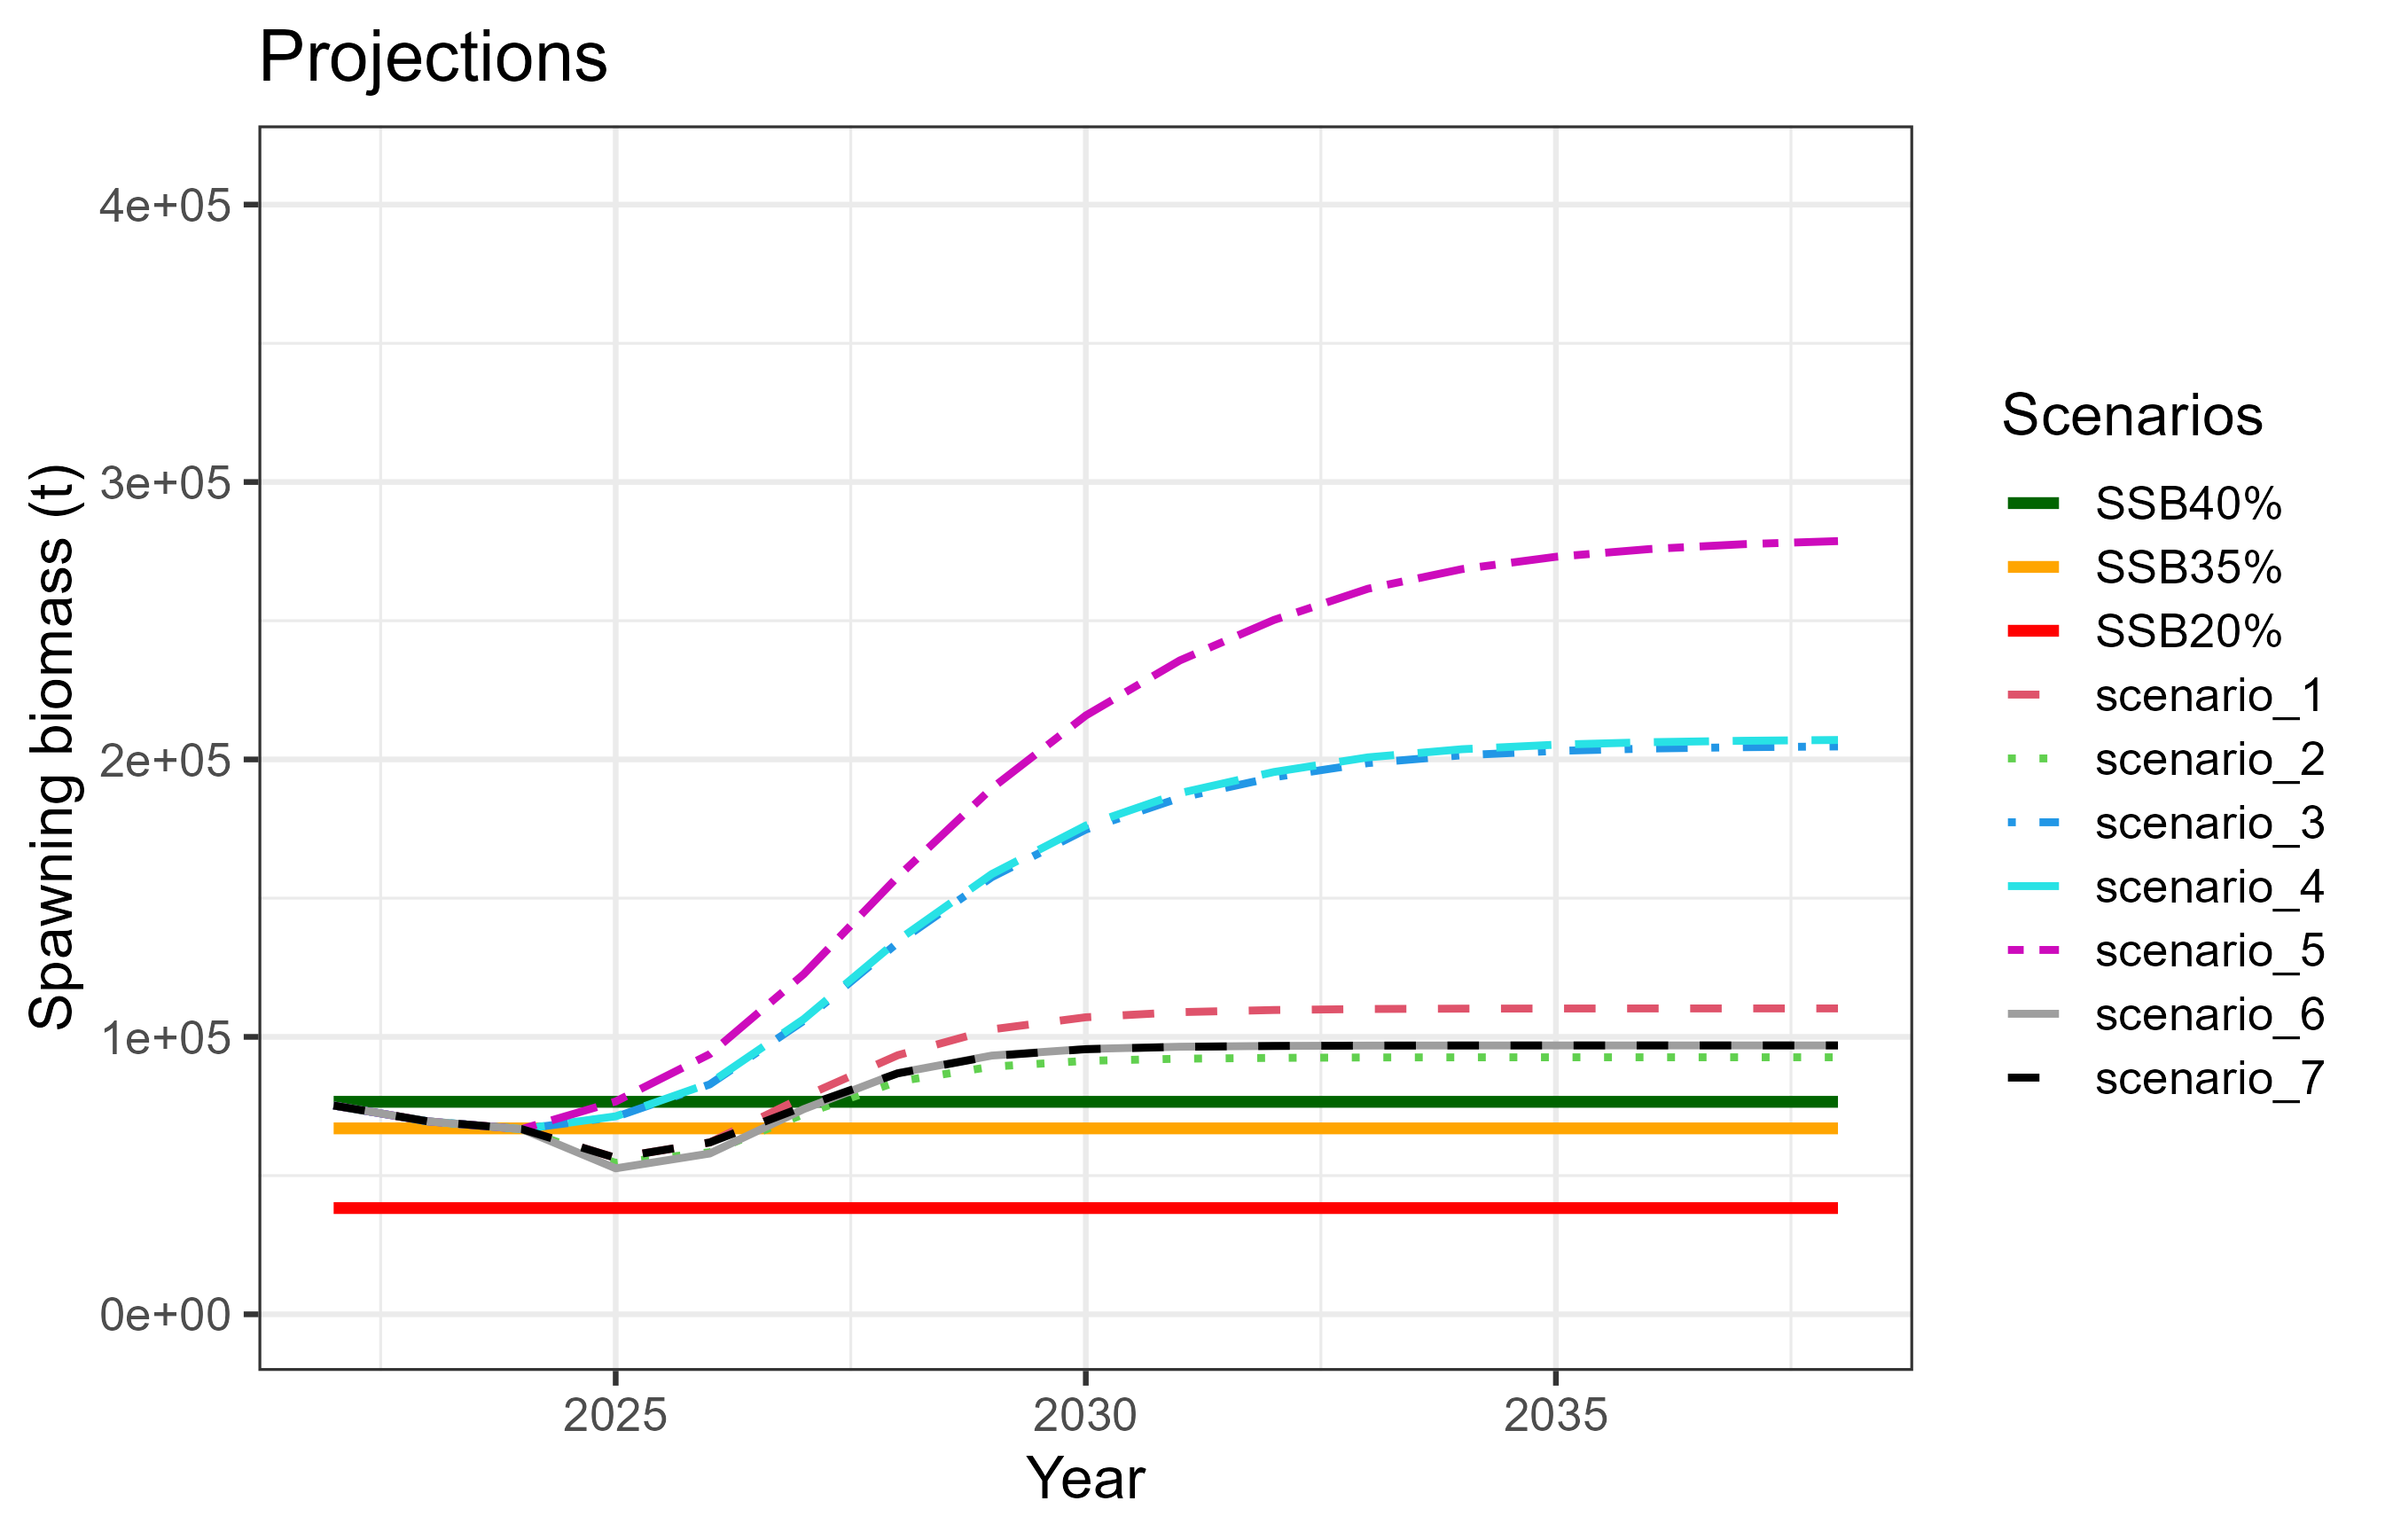 Projections
Spawning biomass (t)
4e+05
3e+05
2e+05
1e+05
0e+00
2025 2030 2035
Year
Scenarios
SSB40%
SSB35%
SSB20%
scenario_1
scenario_2
scenario_3
scenario_4
scenario_5
scenario_6
scenario_7